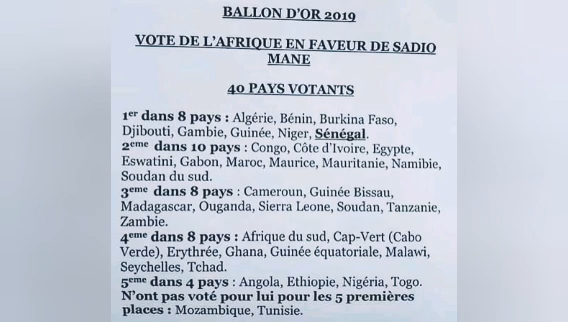 BALLON D'OR 2019
VOTE DE L'AFRIQUE EN FAVEUR DE SADIO
MANE
40 PAYS VOTANTS
1er dans 8 pays : Algérie, Bénin, Burkina Faso,
Djibouti, Gambie, Guinée, Niger, Sénégal.
2eme dans 10 pays : Congo, Côte d'Ivoire, Egypte,
Eswatini, Gabon, Maroc, Maurice, Mauritanie, Namibie,
Soudan du sud.
3eme dans 8 pays : Cameroun, Guinée Bissau,
Madagascar, Ouganda, Sierra Leone, Soudan, Tanzanie,
Zambie.
4eme dans 8 pays : Afrique du sud, Cap-Vert (Cabo
Verde), Erythrée, Ghana, Guinée équatoriale, Malawi,
Seychelles, Tchad.
5eme dans 4 pays : Angola, Ethiopie, Nigéria, Togo.
N'ont pas voté pour lui pour les 5 premières
places : Mozambique, Tunisie.